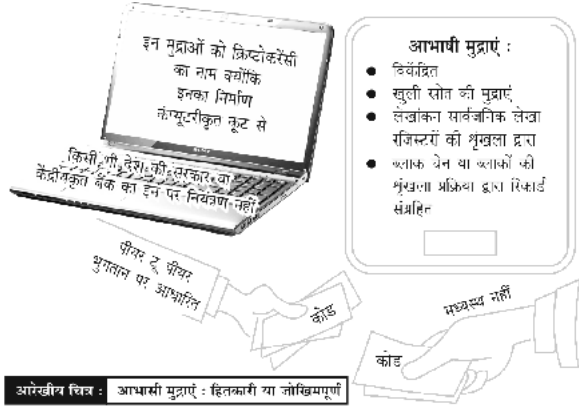 इन मुद्राओं को क्रिप्टोकरेंसी
का नाम क्योंकि
इनका निर्माण
कंप्यूटरीकृत कूट से
किसी भी देश की सरकार या
केंद्रीयकृत बैंक का इन पर नियंत्रण नहीं
आभाषी मुद्राएं :
● विकेंद्रित
● खुली स्रोत की मुद्राएं
● लेखांकन सार्वजनिक लेखा
रजिस्टरों की शृंखला द्वारा
● ब्लाक चेन या ब्लाकों की
शृंखला प्रक्रिया द्वारा रिकार्ड
संग्रहित
पीयर टू पीयर
भुगतान पर आधारित
कोड
मध्यस्थ नहीं
कोड
आरेखीय चित्र : आभासी मुद्राएं : हितकारी या जोखिमपूर्ण